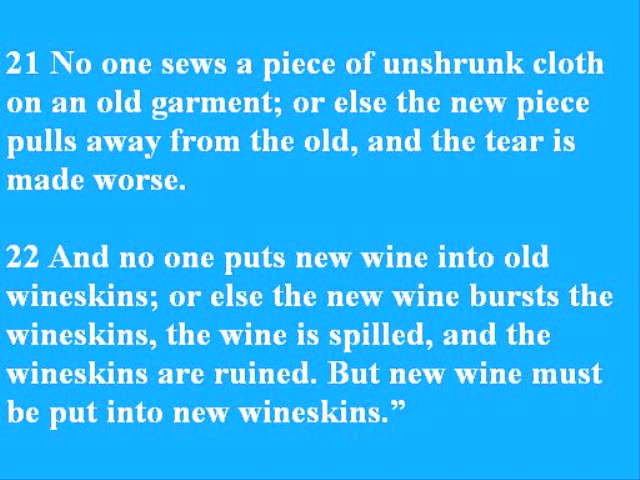 21 No one sews a piece of unshrunk cloth
on an old garment; or else the new piece
pulls away from the old, and the tear is
made worse.
22 And no one puts new wine into old
wineskins; or else the new wine bursts the
wineskins, the wine is spilled, and the
wineskins are ruined. But new wine must
be put into new wineskins.”